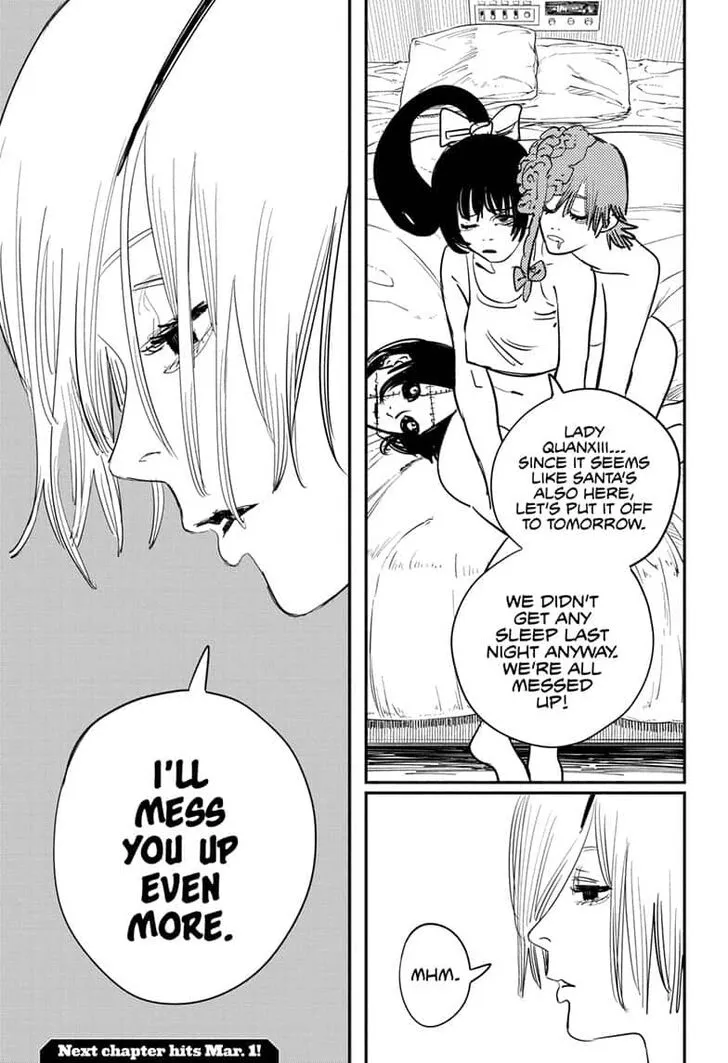 LADY
QUANXIII...
SINCE IT SEEMS
LIKE SANTA'S
ALSO HERE,
LET'S PUT IT OFF
TO TOMORROW.
WE DIDN'T
GET ANY
SLEEP LAST
NIGHT ANYWAY.
WE'RE ALL
MESSED
UP!
MHM.
I'LL
MESS
YOU UP
EVEN
MORE.
Next chapter hits Mar. 1!